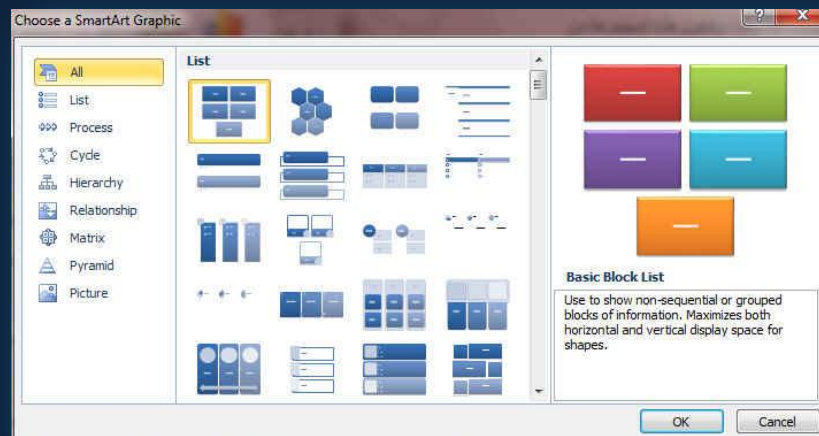 Choose a SmartArt Graphic
All
List
Process
Cycle
Hierarchy
Relationship
Matrix
Pyramid
Picture
List
Basic Block List
Use to show non-sequential or grouped
blocks of information. Maximizes both
horizontal and vertical display space for
shapes.
OK
Cancel